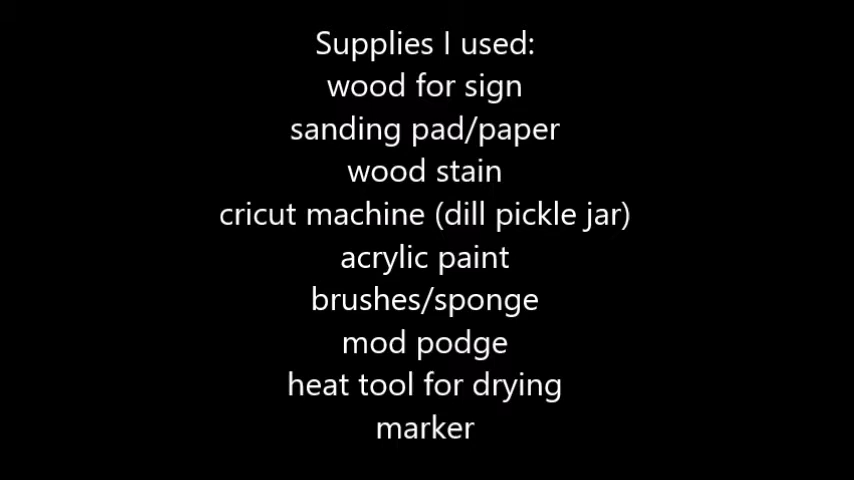 Supplies I used:
wood for sign
sanding pad/paper
wood stain
cricut machine (dill pickle jar)
acrylic paint
brushes/sponge
mod podge
heat tool for drying
marker